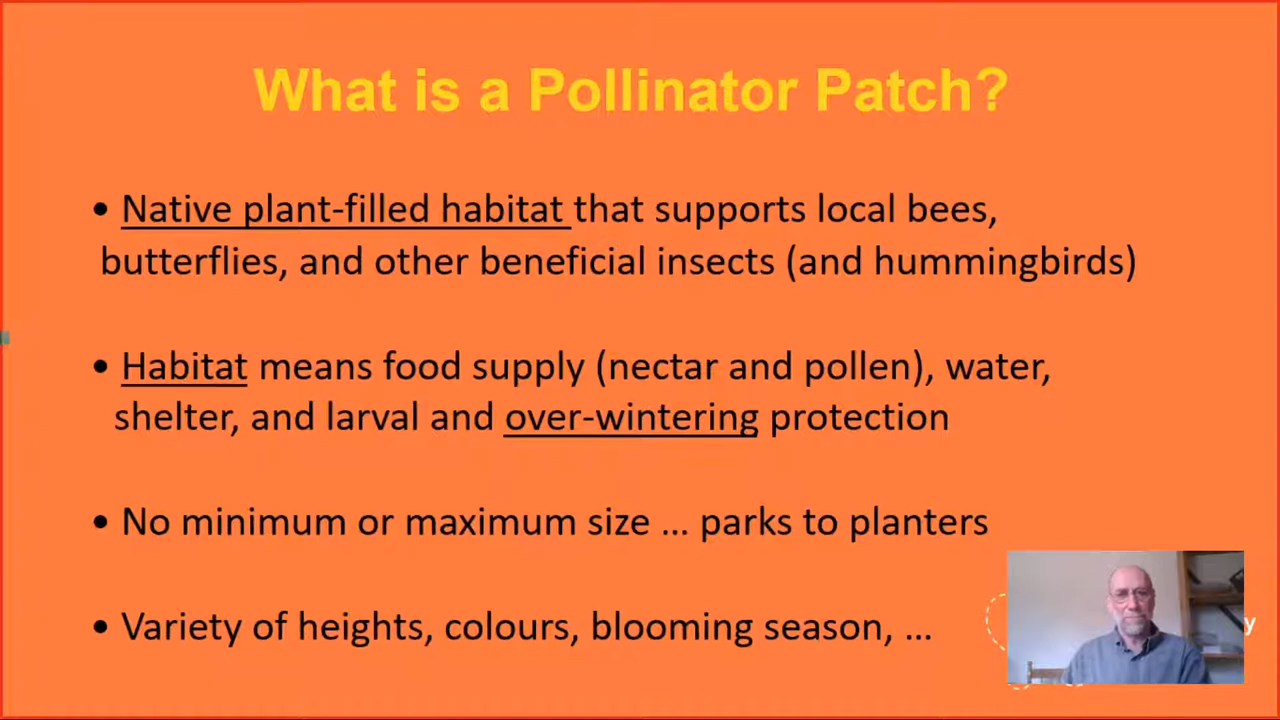 What is a Pollinator Patch?
• Native plant-filled habitat that supports local bees,
butterflies, and other beneficial insects (and hummingbirds)
• Habitat means food supply (nectar and pollen), water,
shelter, and larval and over-wintering protection
• No minimum or maximum size ... parks to planters
• Variety of heights, colours, blooming season, ...